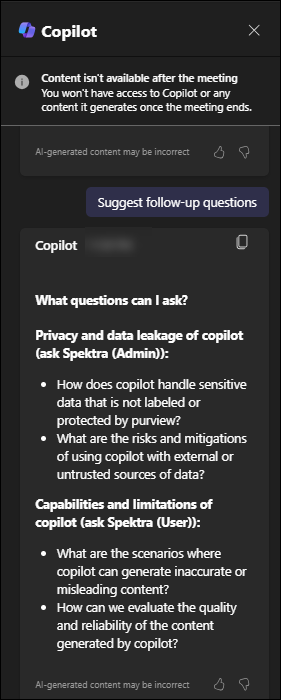 Copilot
Content isn't available after the meeting
You won't have access to Copilot or any
content it generates once the meeting ends.
AI-generated content may be incorrect
Suggest follow-up questions
Copilot
What questions can I ask?
Privacy and data leakage of copilot
(ask Spektra (Admin)):
• How does copilot handle sensitive
data that is not labeled or
protected by purview?
• What are the risks and mitigations
of using copilot with external or
untrusted sources of data?
Capabilities and limitations of
copilot (ask Spektra (User)):
• What are the scenarios where
copilot can generate inaccurate or
misleading content?
• How can we evaluate the quality
and reliability of the content
generated by copilot?
AI-generated content may be incorrect